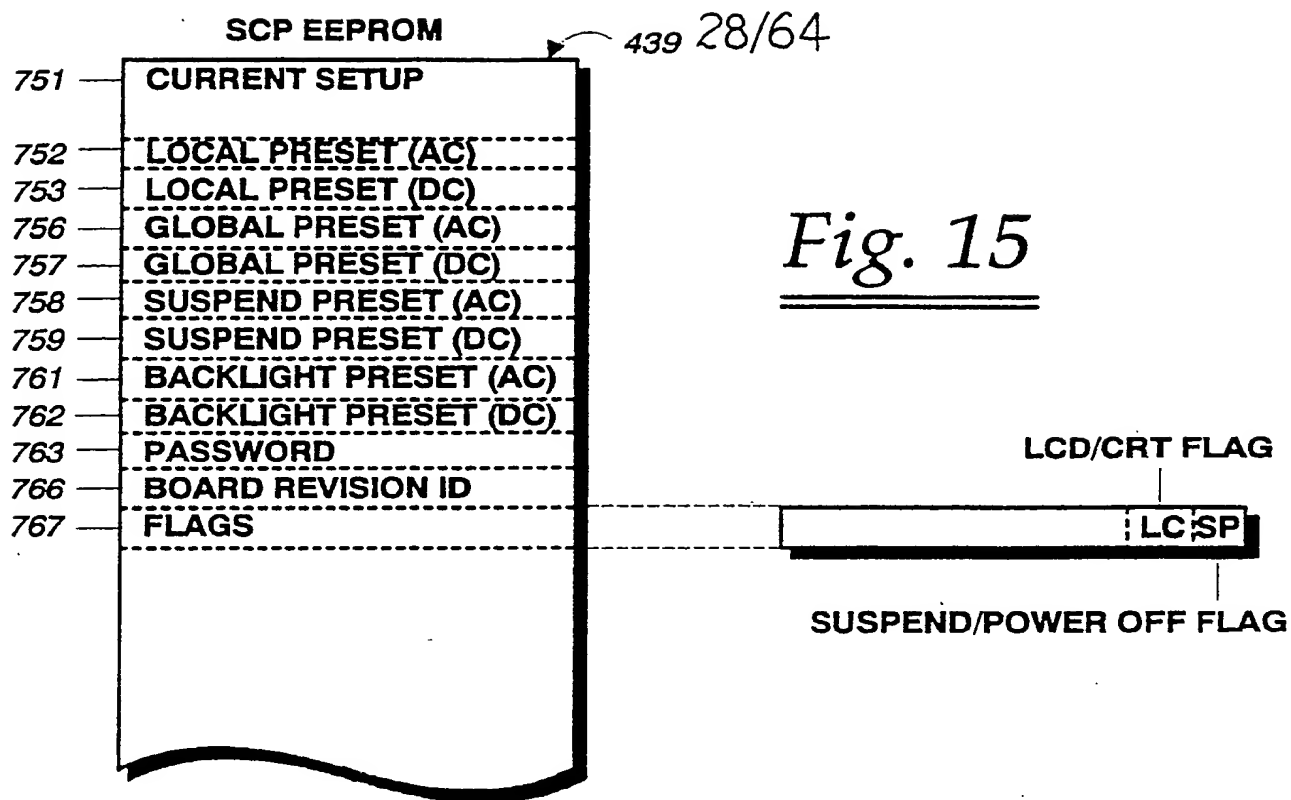 SCP EEPROM
439 28/64
751 CURRENT SETUP
752 LOCAL PRESET (AC)
753 LOCAL PRESET (DC)
756 GLOBAL PRESET (AC)
757 GLOBAL PRESET (DC)
758 SUSPEND PRESET (AC)
759 SUSPEND PRESET (DC)
761 BACKLIGHT PRESET (AC)
762 BACKLIGHT PRESET (DC)
763 PASSWORD
766 BOARD REVISION ID
767 FLAGS
Fig. 15
LCD/CRT FLAG
LC SP
SUSPEND/POWER OFF FLAG